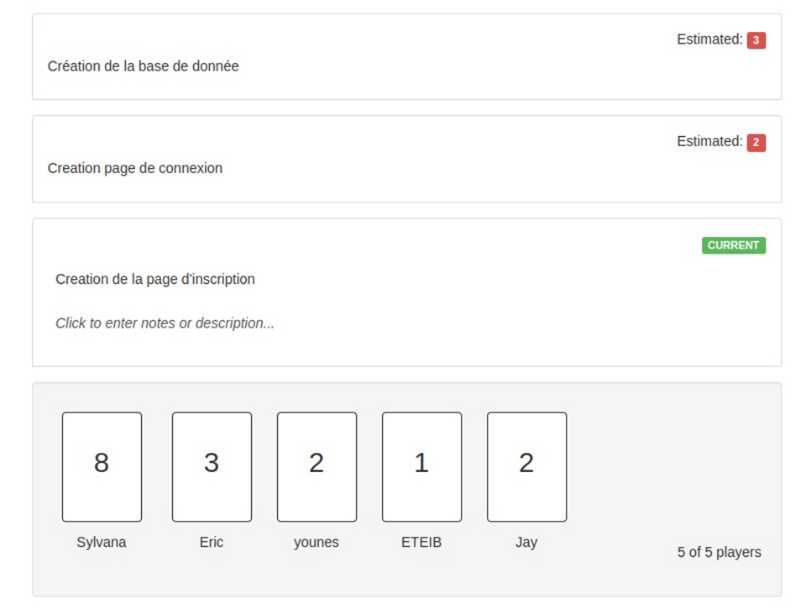 Estimated: 3
Création de la base de donnée
Estimated: 2
Creation page de connexion
CURRENT
Creation de la page d'inscription
Click to enter notes or description...
8 3 2 1 2
Sylvana Eric younes ETEIB Jay
5 of 5 players